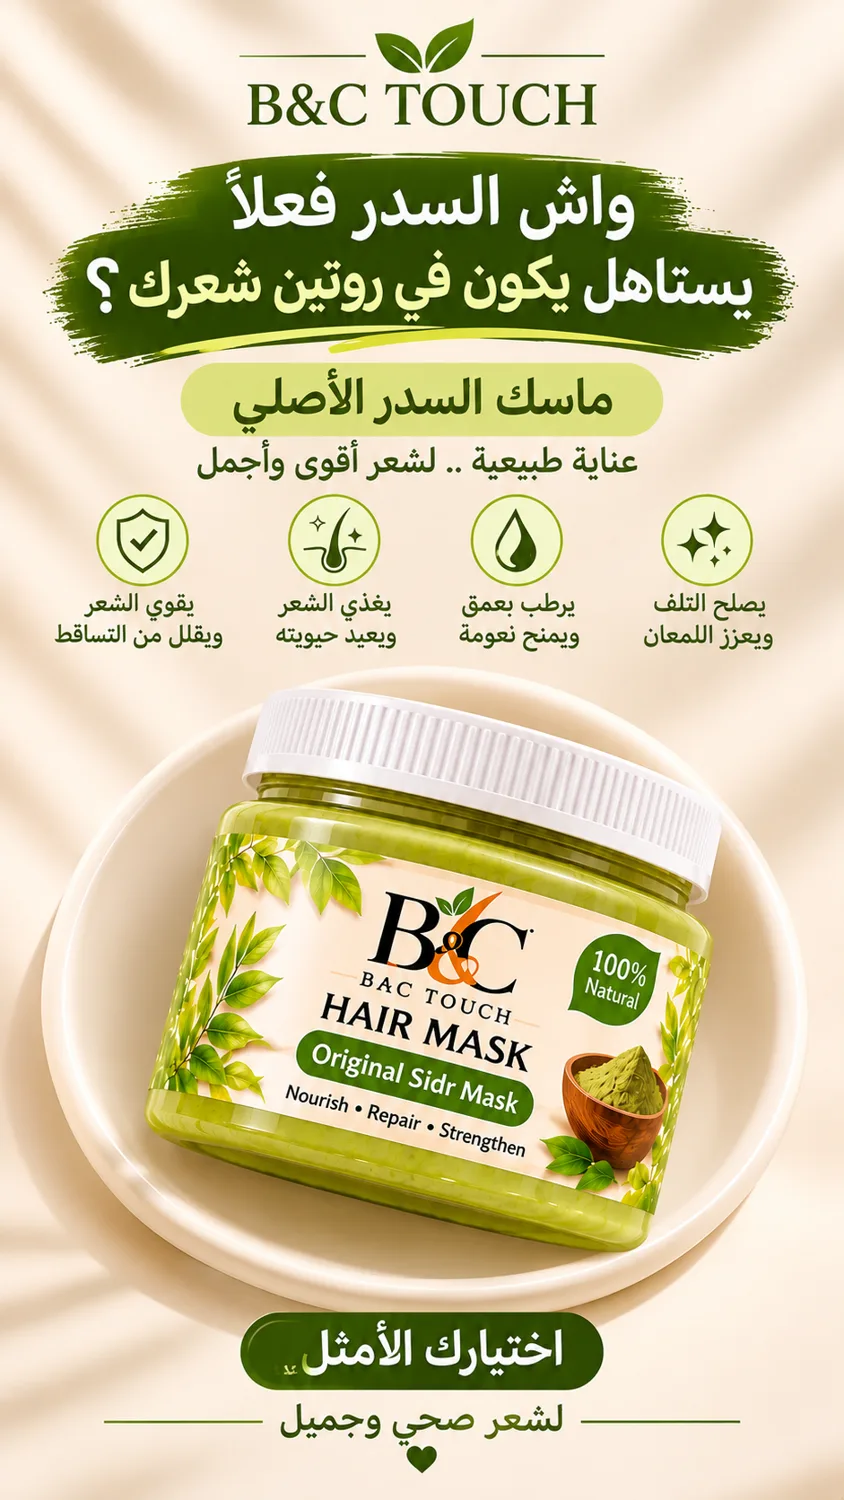 B&C TOUCH
واش السدر فعلاً
يستاهل يكون في روتين شعرك ؟
ماسك السدر الأصلي
عناية طبيعية .. لشعر أقوى وأجمل
يصلح التلف
ويعزز اللمعان
يرطب بعمق
ويمنح نعومة
يغذي الشعر
ويعيد حيويته
يقوي الشعر
ويقلل من التساقط
B&C
BAC TOUCH
HAIR MASK
Original Sidr Mask
Nourish • Repair • Strengthen
100%
Natural
اختيارك الأمثل
لشعر صحي وجميل